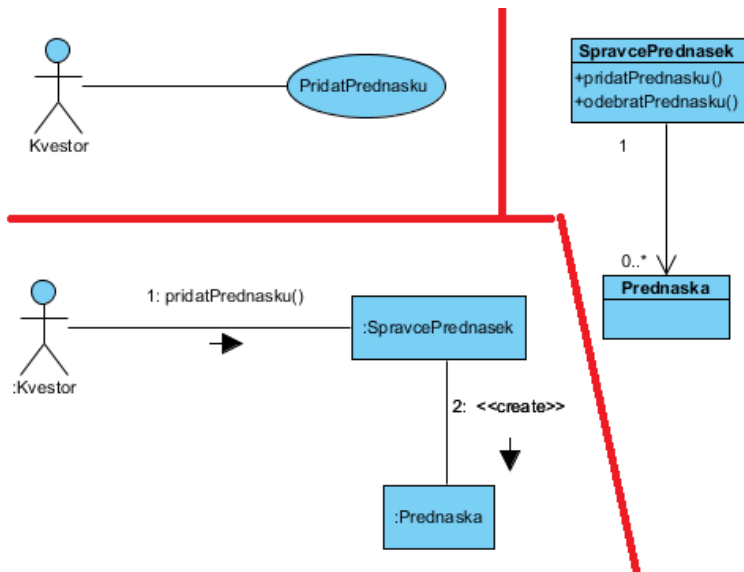 Kvestor
PridatPrednasku
SpravcePrednasek
+pridatPrednasku()
+odebratPrednasku()
1
0..*
Prednaska
1: pridatPrednasku()
:Kvestor
:SpravcePrednasek
2: <<create>>
:Prednaska